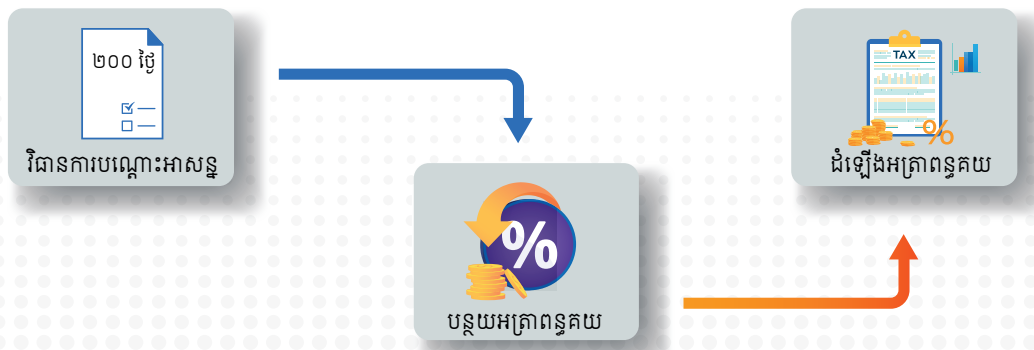 ២០០ ថ្ងៃ
វិធានការបណ្តោះអាសន្ន
%
បន្ថយអត្រាពន្ធគយ
TAX
%
ដំឡើងអត្រាពន្ធគយ